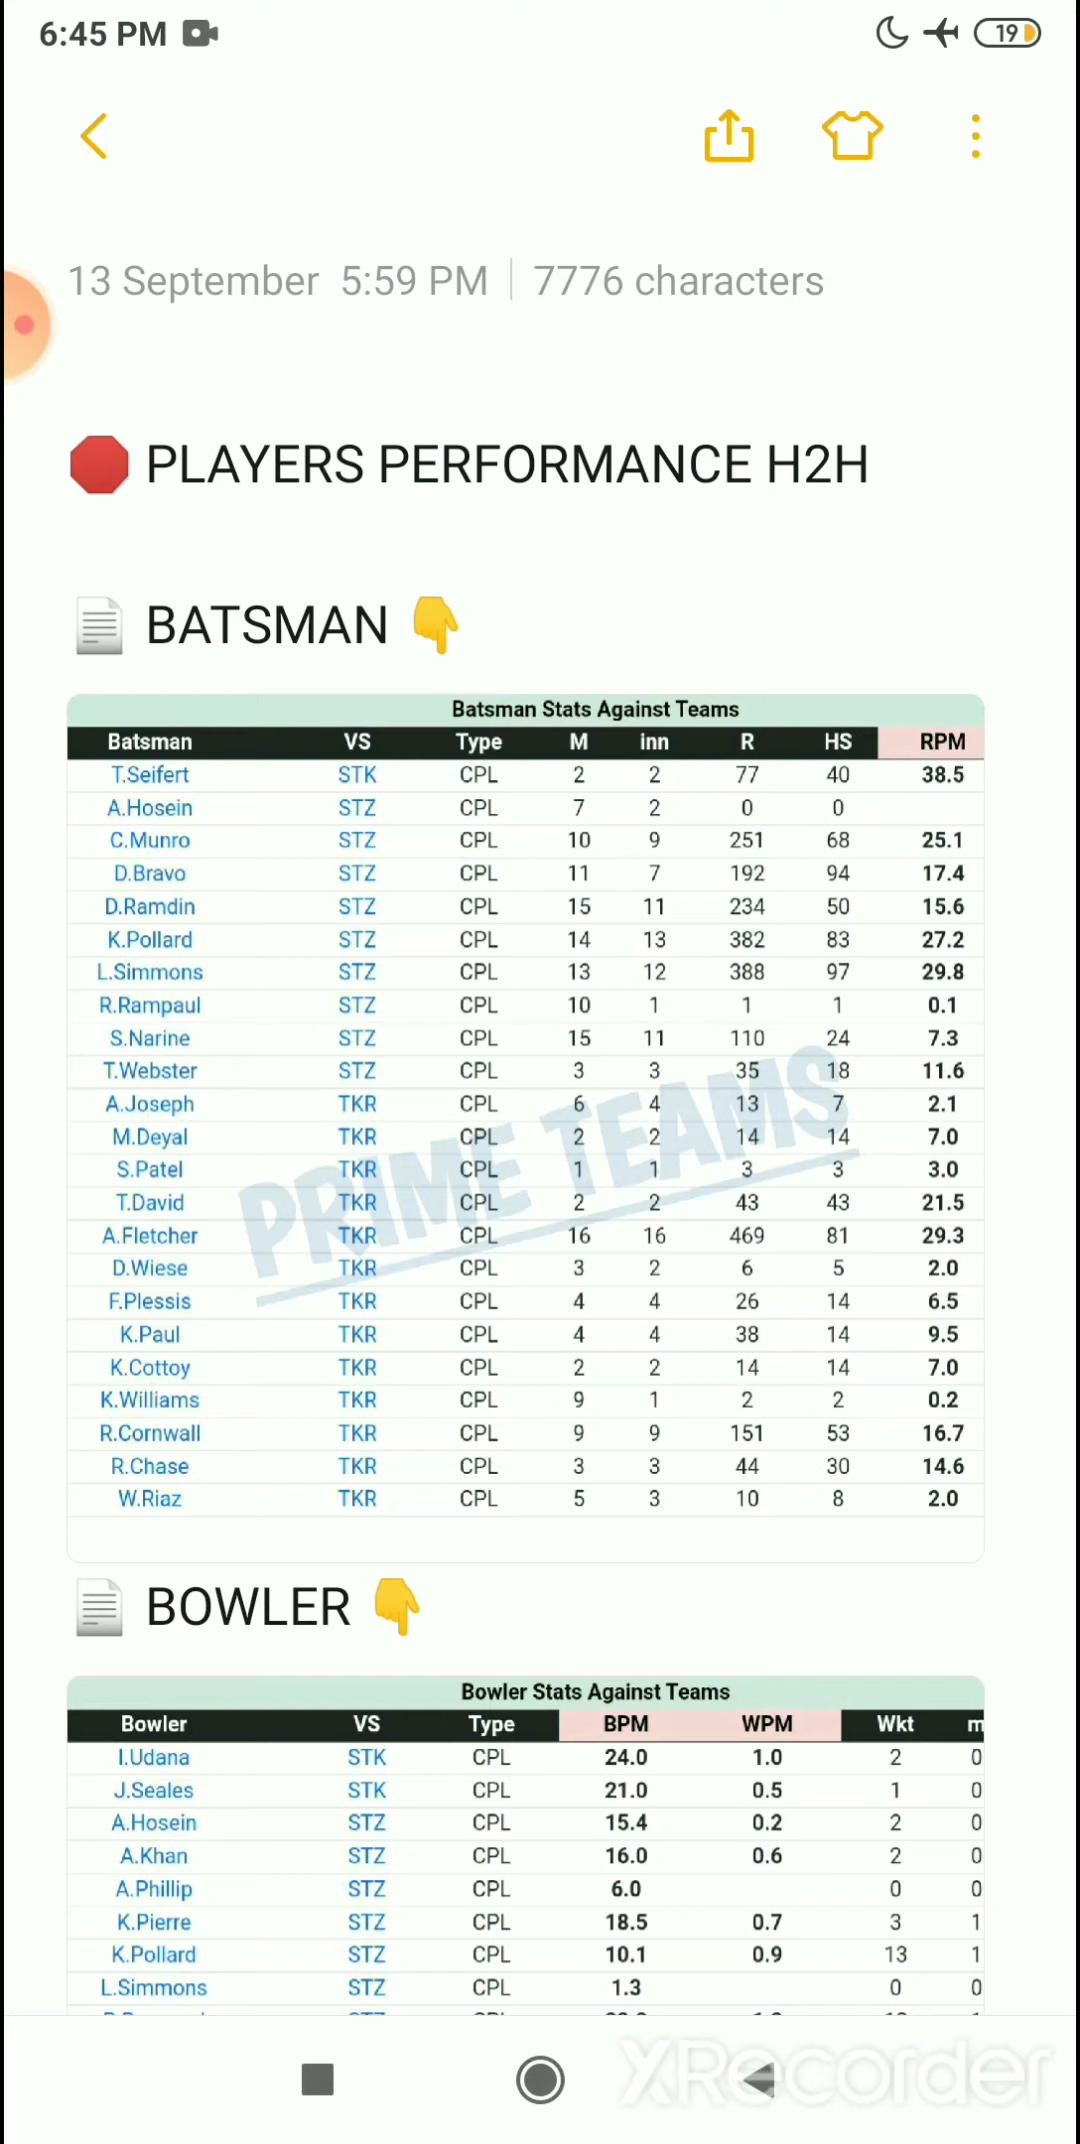 6:45 PM
19
13 September 5:59 PM | 7776 characters
PLAYERS PERFORMANCE H2H
BATSMAN
Batsman Stats Against Teams
Batsman VS Type M inn R HS RPM
T.Seifert STK CPL 2 2 77 40 38.5
A.Hosein STZ CPL 7 2 0 0
C.Munro STZ CPL 10 9 251 68 25.1
D.Bravo STZ CPL 11 7 192 94 17.4
D.Ramdin STZ CPL 15 11 234 50 15.6
K.Pollard STZ CPL 14 13 382 83 27.2
L.Simmons STZ CPL 13 12 388 97 29.8
R.Rampaul STZ CPL 10 1 1 1 0.1
S.Narine STZ CPL 15 11 110 24 7.3
T.Webster STZ CPL 3 3 35 18 11.6
A.Joseph TKR CPL 6 4 13 7 2.1
M.Deyal TKR CPL 2 2 14 14 7.0
S.Patel TKR CPL 1 1 3 3 3.0
T.David TKR CPL 2 2 43 43 21.5
A.Fletcher TKR CPL 16 16 469 81 29.3
D.Wiese TKR CPL 3 2 6 5 2.0
F.Plessis TKR CPL 4 4 26 14 6.5
K.Paul TKR CPL 4 4 38 14 9.5
K.Cottoy TKR CPL 2 2 14 14 7.0
K.Williams TKR CPL 9 1 2 2 0.2
R.Cornwall TKR CPL 9 9 151 53 16.7
R.Chase TKR CPL 3 3 44 30 14.6
W.Riaz TKR CPL 5 3 10 8 2.0
PRIME TEAMS
BOWLER
Bowler Stats Against Teams
Bowler VS Type BPM WPM Wkt m
I.Udana STK CPL 24.0 1.0 2 0
J.Seales STK CPL 21.0 0.5 1 0
A.Hosein STZ CPL 15.4 0.2 2 0
A.Khan STZ CPL 16.0 0.6 2 0
A.Phillip STZ CPL 6.0 0 0
K.Pierre STZ CPL 18.5 0.7 3 1
K.Pollard STZ CPL 10.1 0.9 13 1
L.Simmons STZ CPL 1.3 0 0
XRecorder